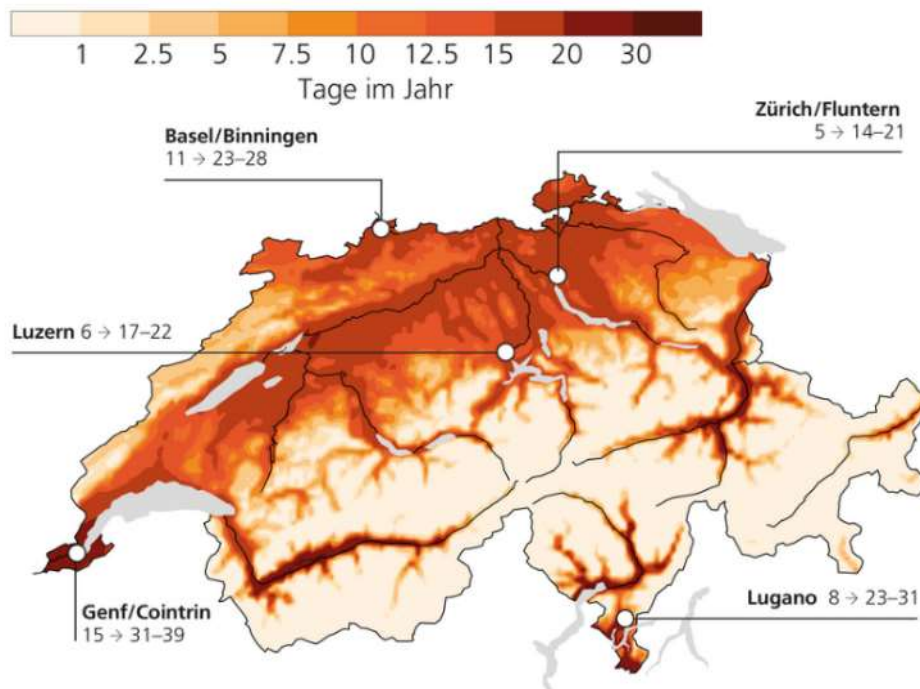 1 2.5 5 7.5 10 12.5 15 20 30
Tage im Jahr
Zürich/Fluntern
5 → 14–21
Basel/Binningen
11 → 23–28
Luzern 6 → 17–22
Genf/Cointrin
15 → 31–39
Lugano 8 → 23–31